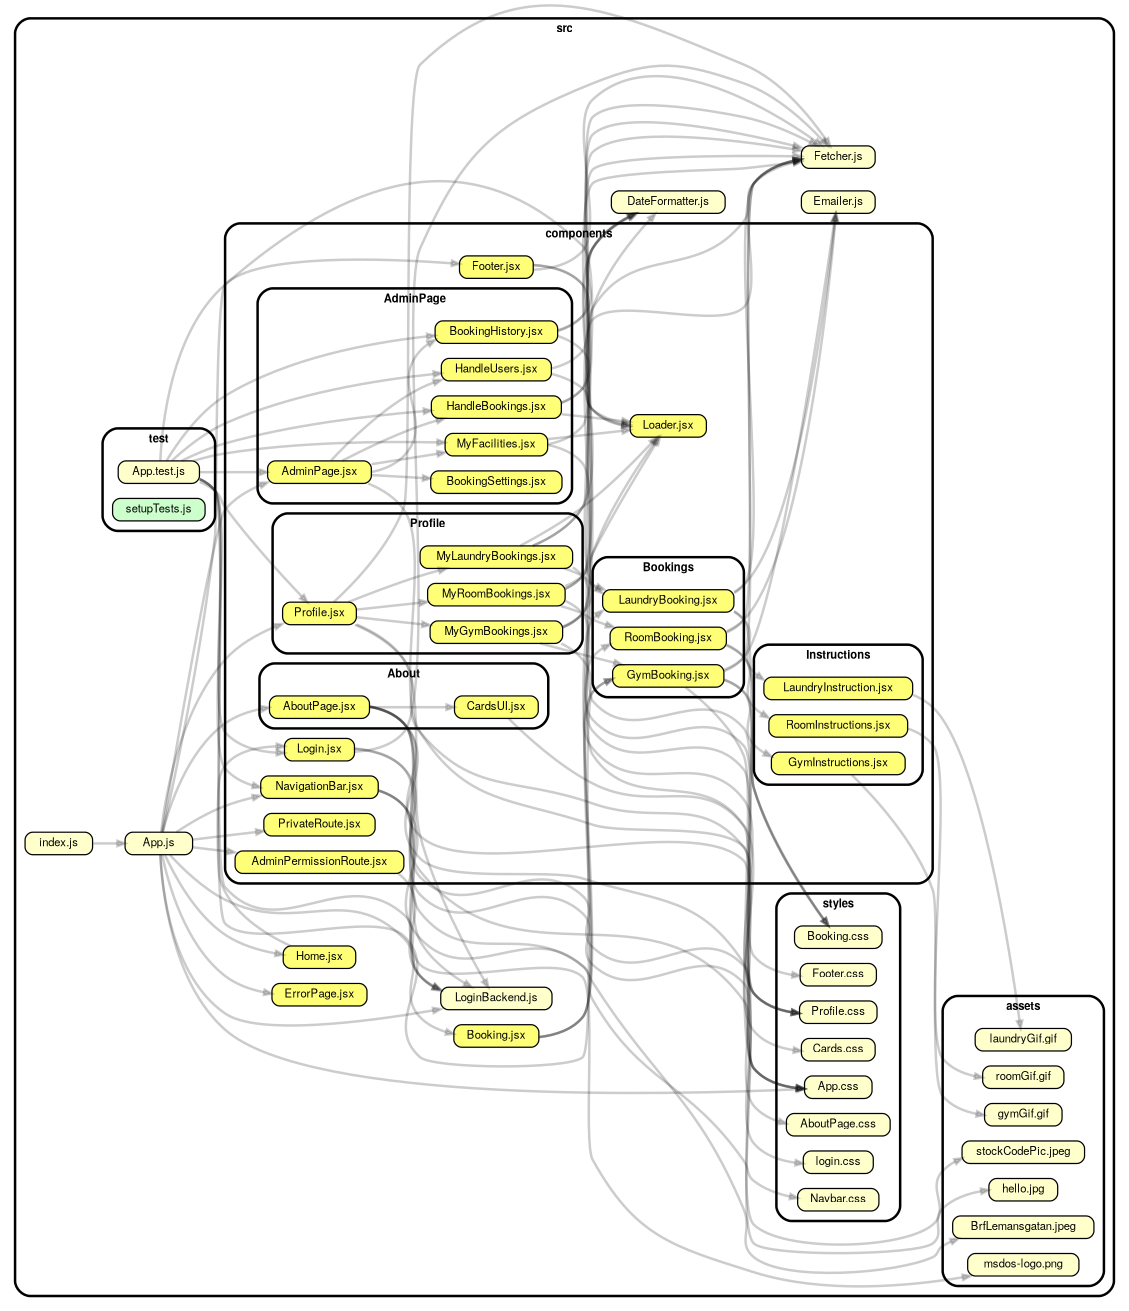 src
Fetcher.js
DateFormatter.js
Emailer.js
components
Footer.jsx
AdminPage
BookingHistory.jsx
HandleUsers.jsx
HandleBookings.jsx
Loader.jsx
test
MyFacilities.jsx
App.test.js
AdminPage.jsx
BookingSettings.jsx
setupTests.js
Profile
MyLaundryBookings.jsx
Bookings
MyRoomBookings.jsx
LaundryBooking.jsx
Profile.jsx
MyGymBookings.jsx
RoomBooking.jsx
Instructions
About
GymBooking.jsx
LaundryInstruction.jsx
AboutPage.jsx
CardsUI.jsx
RoomInstructions.jsx
Login.jsx
GymInstructions.jsx
NavigationBar.jsx
PrivateRoute.jsx
index.js
App.js
AdminPermissionRoute.jsx
styles
Booking.css
Home.jsx
Footer.css
ErrorPage.jsx
LoginBackend.js
Profile.css
assets
Booking.jsx
laundryGif.gif
Cards.css
roomGif.gif
App.css
gymGif.gif
AboutPage.css
stockCodePic.jpeg
login.css
hello.jpg
Navbar.css
BrfLemansgatan.jpeg
msdos-logo.png